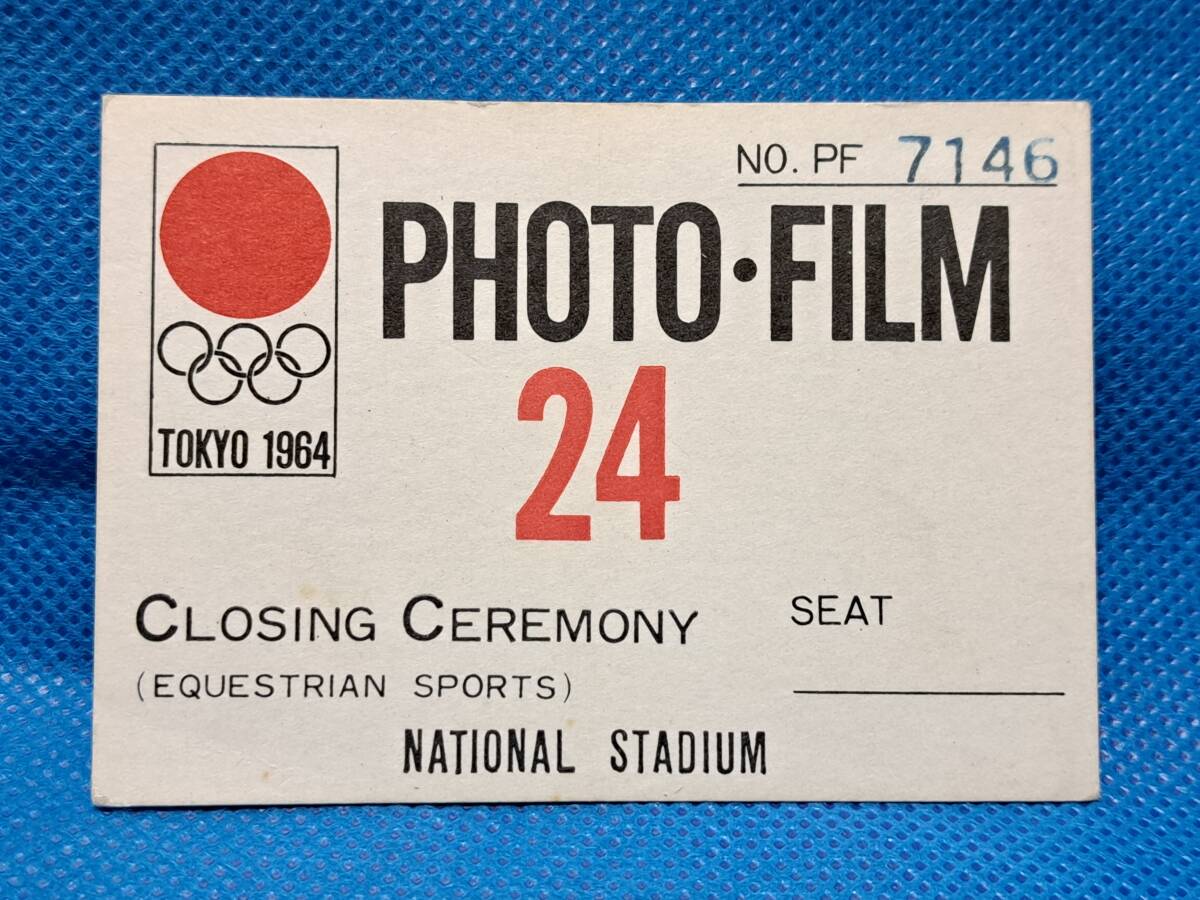 NO. PF 7146
PHOTO·FILM
TOKYO 1964
24
CLOSING CEREMONY
SEAT
(EQUESTRIAN SPORTS)
NATIONAL STADIUM